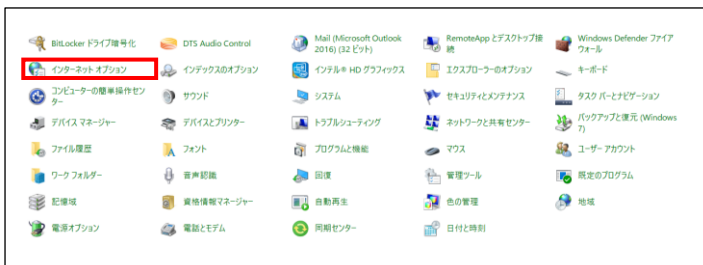 BitLocker ドライブ暗号化
DTS Audio Control
Mail (Microsoft Outlook
2016) (32 ビット)
RemoteApp とデスクトップ接
続
Windows Defender ファイア
ウォール
インターネット オプション
インデックスのオプション
インテル® HD グラフィックス
エクスプローラーのオプション
キーボード
コンピューターの簡単操作セン
ター
サウンド
システム
セキュリティとメンテナンス
タスク バーとナビゲーション
デバイス マネージャー
デバイスとプリンター
トラブルシューティング
ネットワークと共有センター
バックアップと復元 (Windows
7)
ファイル履歴
フォント
プログラムと機能
マウス
ユーザー アカウント
ワーク フォルダー
音声認識
回復
管理ツール
既定のプログラム
記憶域
資格情報マネージャー
自動再生
色の管理
地域
電源オプション
電話とモデム
同期センター
日付と時刻